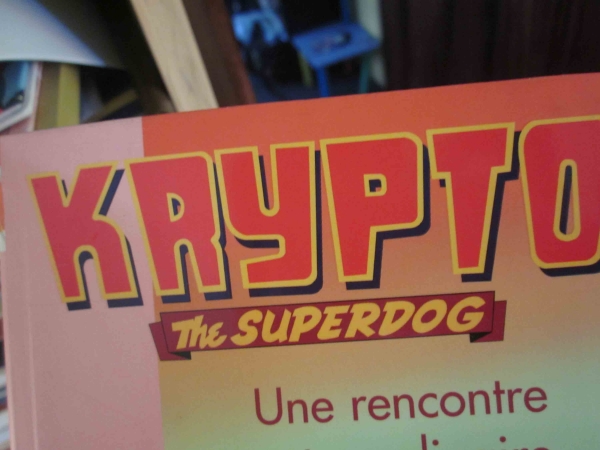 KRYPTO
The SUPERDOG
Une rencontre